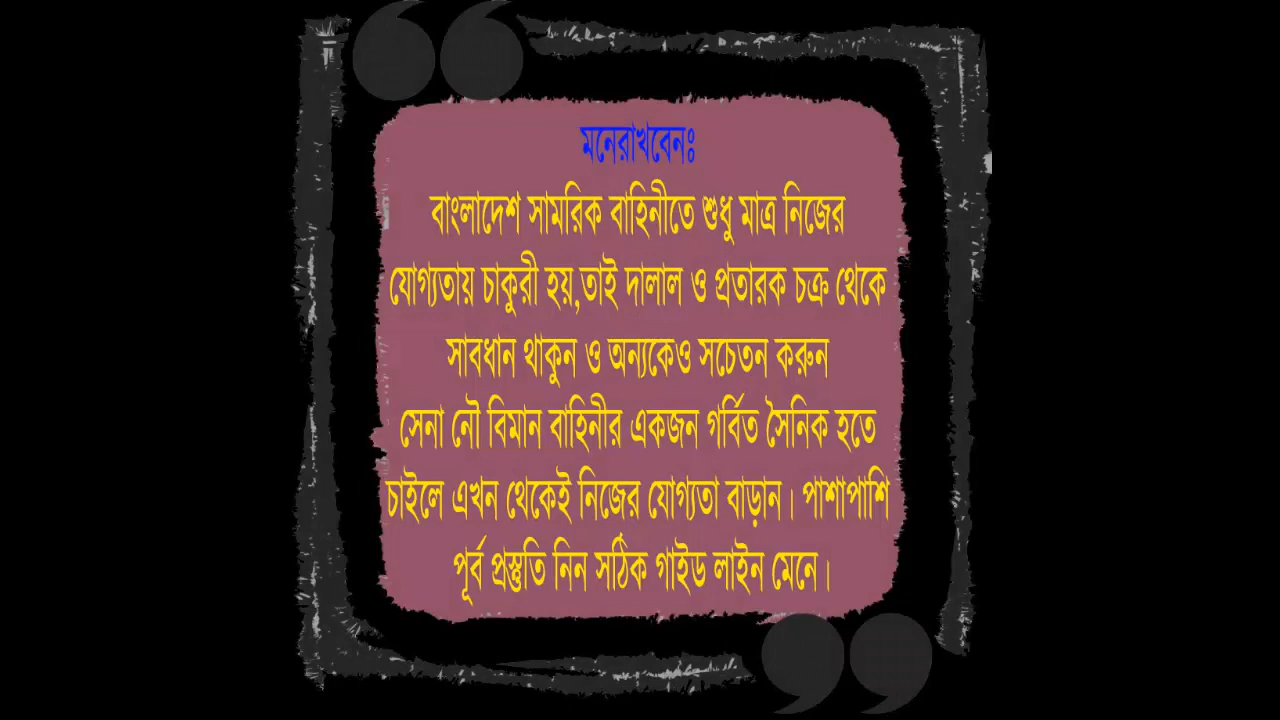 মনেরাখবেনঃ
বাংলাদেশ সামরিক বাহিনীতে শুধু মাত্র নিজের
যোগ্যতায় চাকুরী হয়,তাই দালাল ও প্রতারক চক্র থেকে
সাবধান থাকুন ও অন্যকেও সচেতন করুন
সেনা নৌ বিমান বাহিনীর একজন গর্বিত সৈনিক হতে
চাইলে এখন থেকেই নিজের যোগ্যতা বাড়ান। পাশাপাশি
পূর্ব প্রস্তুতি নিন সঠিক গাইড লাইন মেনে।